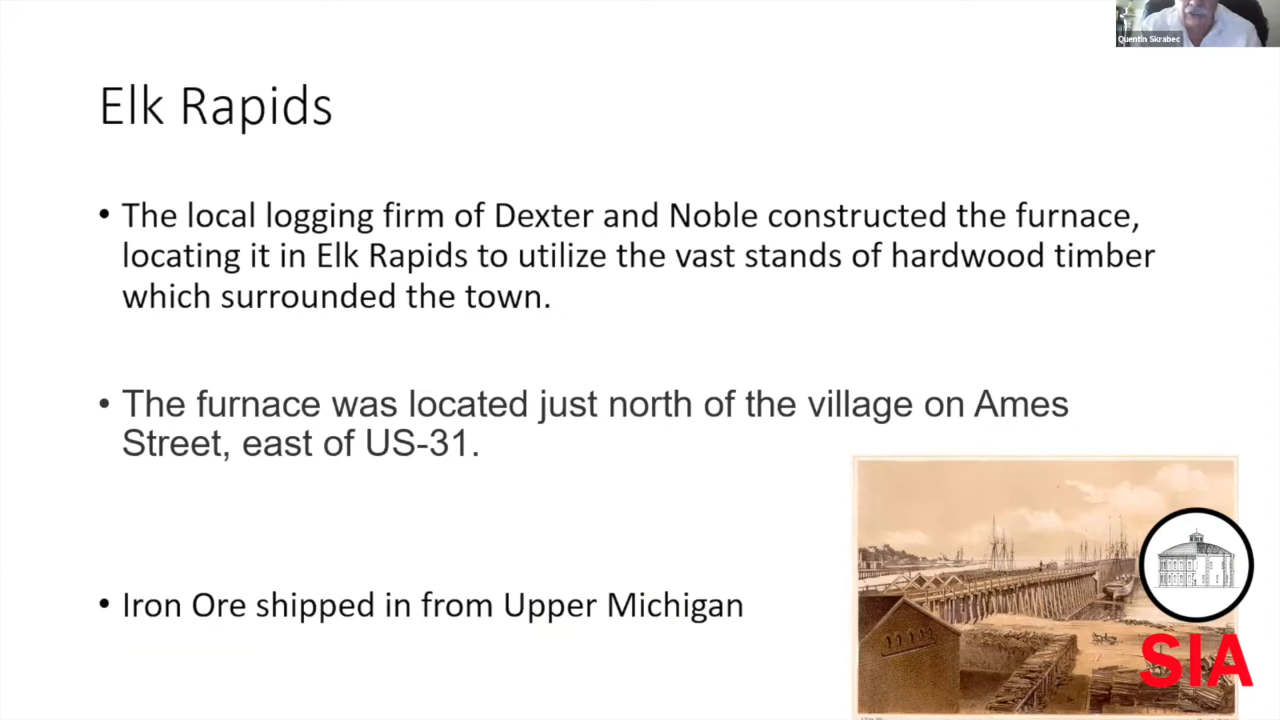 Quentin Skrabec
Elk Rapids
• The local logging firm of Dexter and Noble constructed the furnace,
locating it in Elk Rapids to utilize the vast stands of hardwood timber
which surrounded the town.
• The furnace was located just north of the village on Ames
Street, east of US-31.
• Iron Ore shipped in from Upper Michigan
SIA